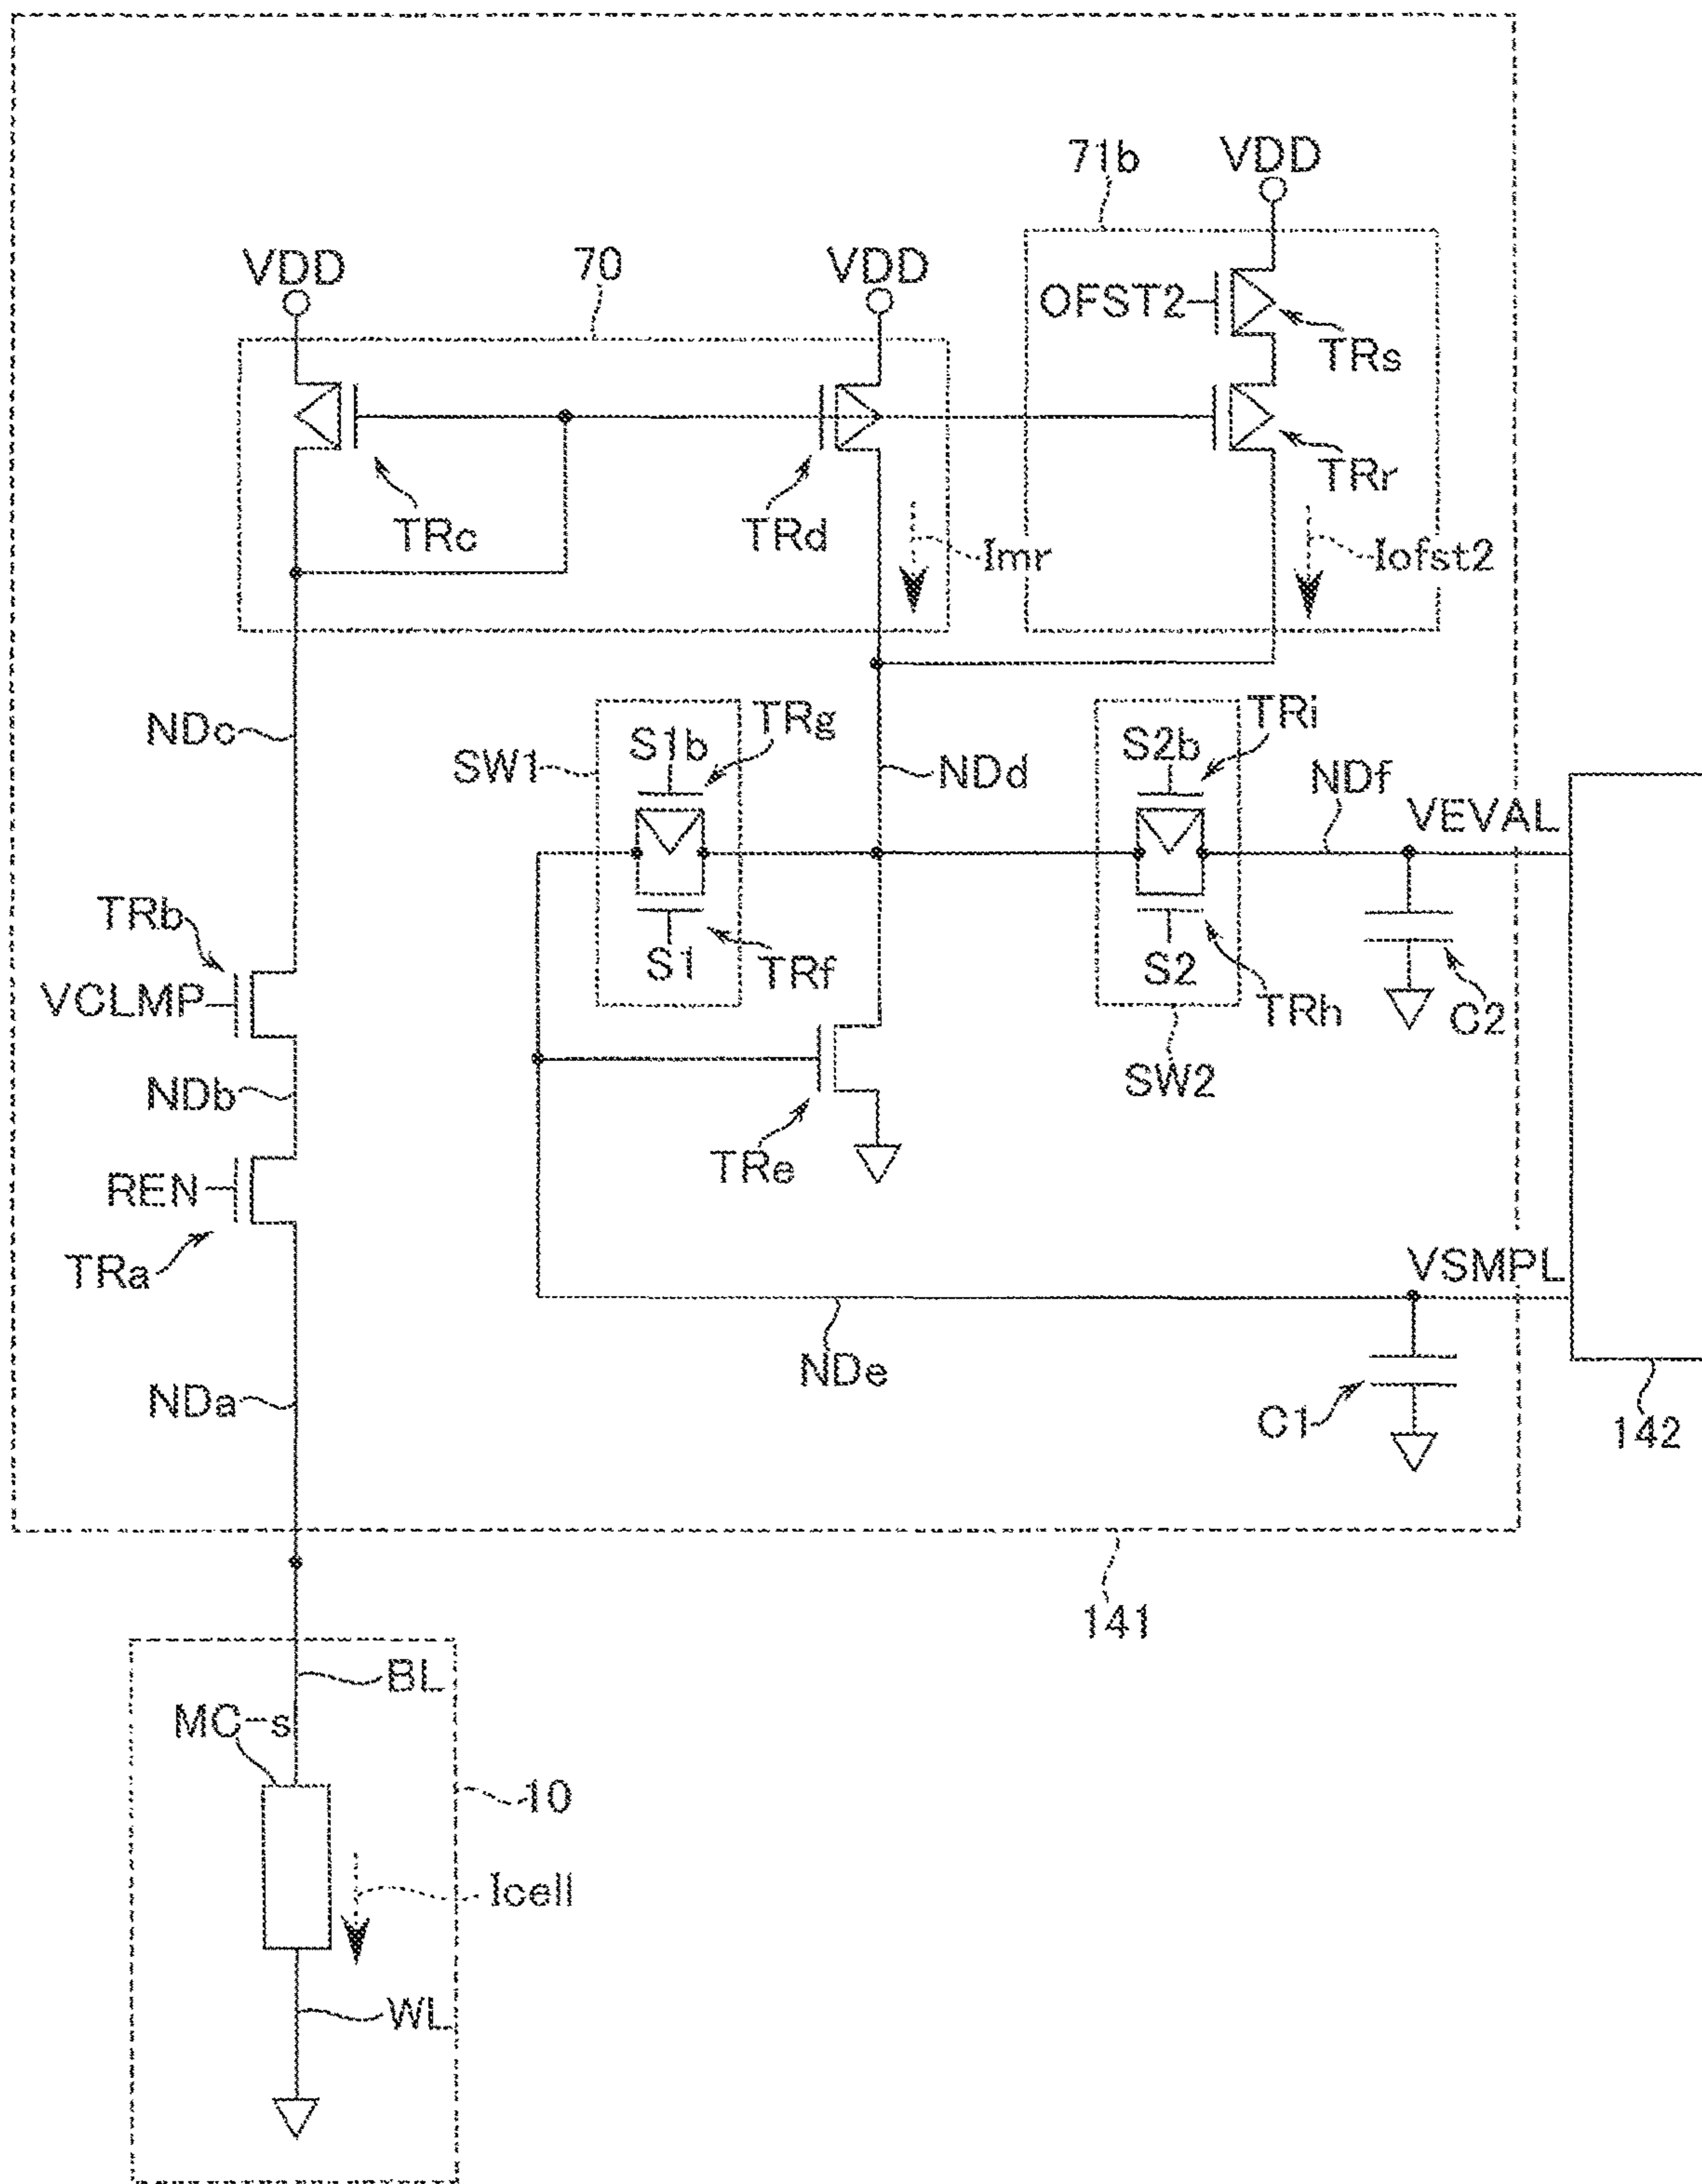 71b
VDD
VDD
70
VDD
OFST2
TRs
TRr
TRc
TRd
Imr
Iofst2
NDc
SW1
S1b
TRg
NDd
S2b
TRi
NDf
VEVAL
TRb
VCLMP
S1
TRf
S2
TRh
C2
NDb
SW2
TRe
REN
TRa
VSMPL
NDe
NDa
C1
142
141
BL
MC-s
10
Icell
WL